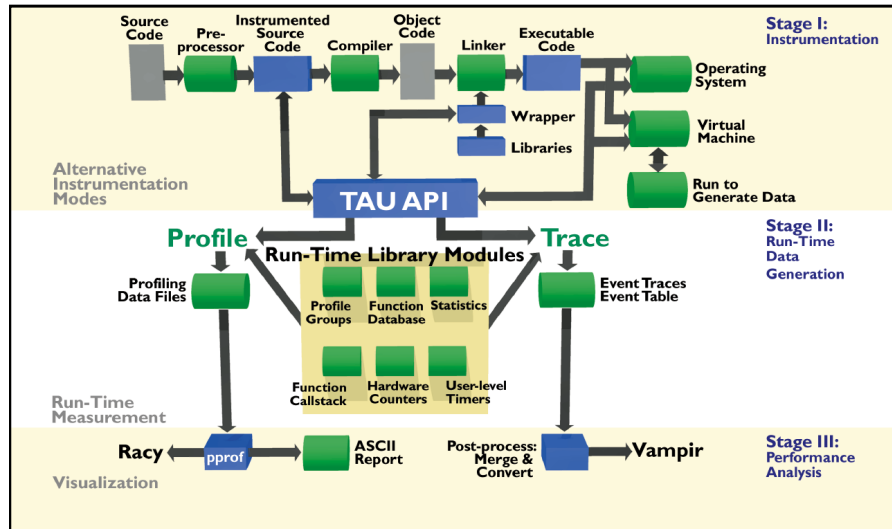 Source
Code
Pre-
processor
Instrumented
Source
Code
Compiler
Object
Code
Linker
Executable
Code
Stage I:
Instrumentation
Operating
System
Wrapper
Libraries
Virtual
Machine
Run to
Generate Data
Alternative
Instrumentation
Modes
TAU API
Stage II:
Run-Time
Data
Generation
Profile
Trace
Run-Time Library Modules
Profiling
Data Files
Profile
Groups
Function
Database
Statistics
Event Traces
Event Table
Function
Callstack
Hardware
Counters
User-level
Timers
Run-Time
Measurement
Racy
pprof
ASCII
Report
Post-process:
Merge &
Convert
Vampir
Stage III:
Performance
Analysis
Visualization